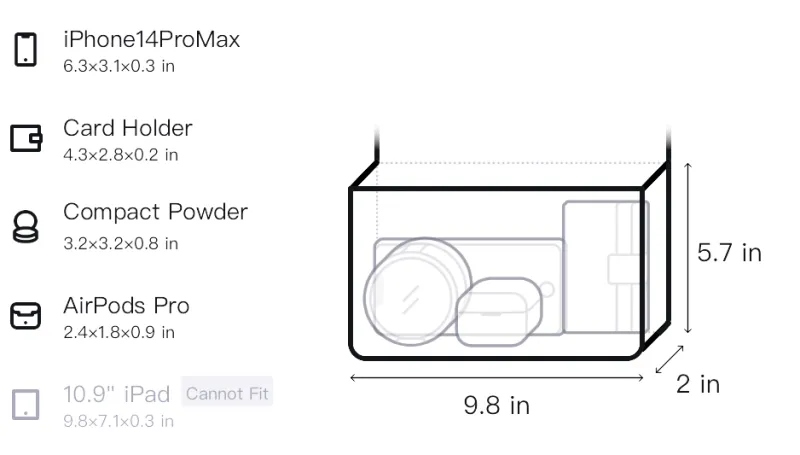 iPhone14ProMax
6.3×3.1×0.3 in
Card Holder
4.3×2.8×0.2 in
Compact Powder
3.2×3.2×0.8 in
AirPods Pro
2.4×1.8×0.9 in
10.9" iPad Cannot Fit
9.8×7.1×0.3 in
5.7 in
2 in
9.8 in